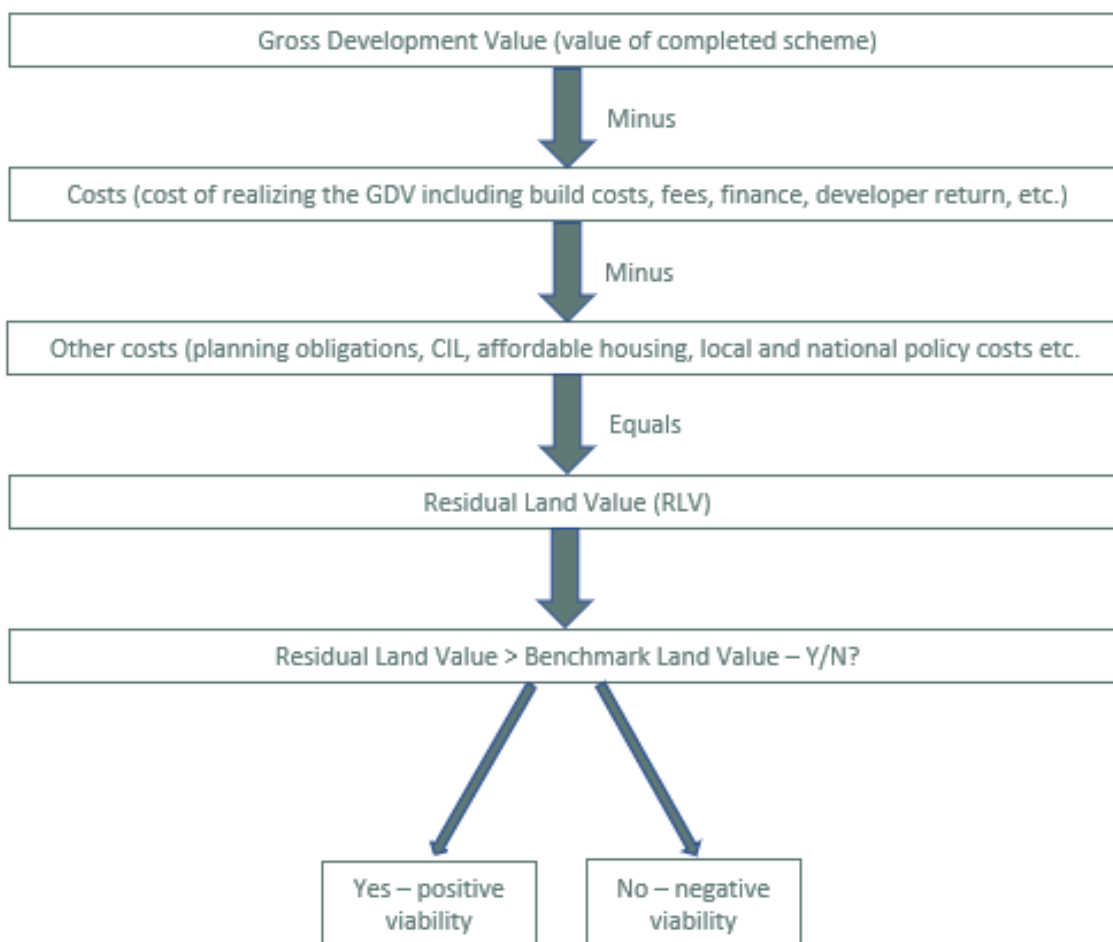 Gross Development Value (value of completed scheme)
Minus
Costs (cost of realizing the GDV including build costs, fees, finance, developer return, etc.)
Minus
Other costs (planning obligations, CIL, affordable housing, local and national policy costs etc.
Equals
Residual Land Value (RLV)
Residual Land Value > Benchmark Land Value – Y/N?
Yes – positive
viability
No – negative
viability